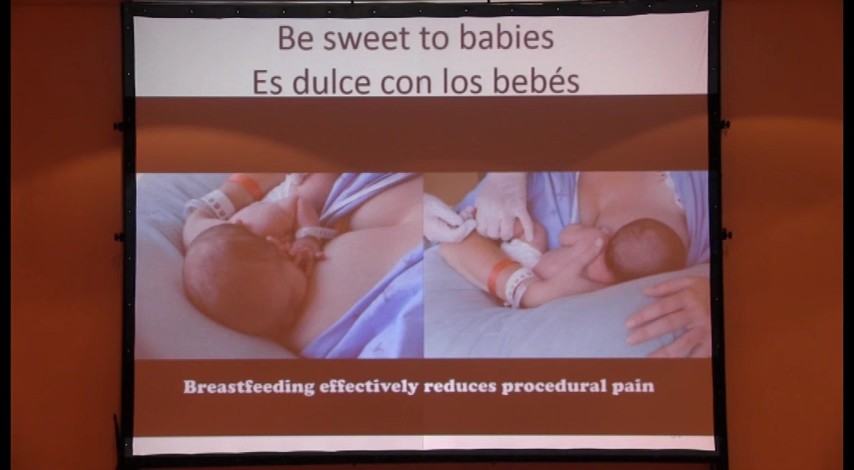 Be sweet to babies
Es dulce con los bebés
Breastfeeding effectively reduces procedural pain